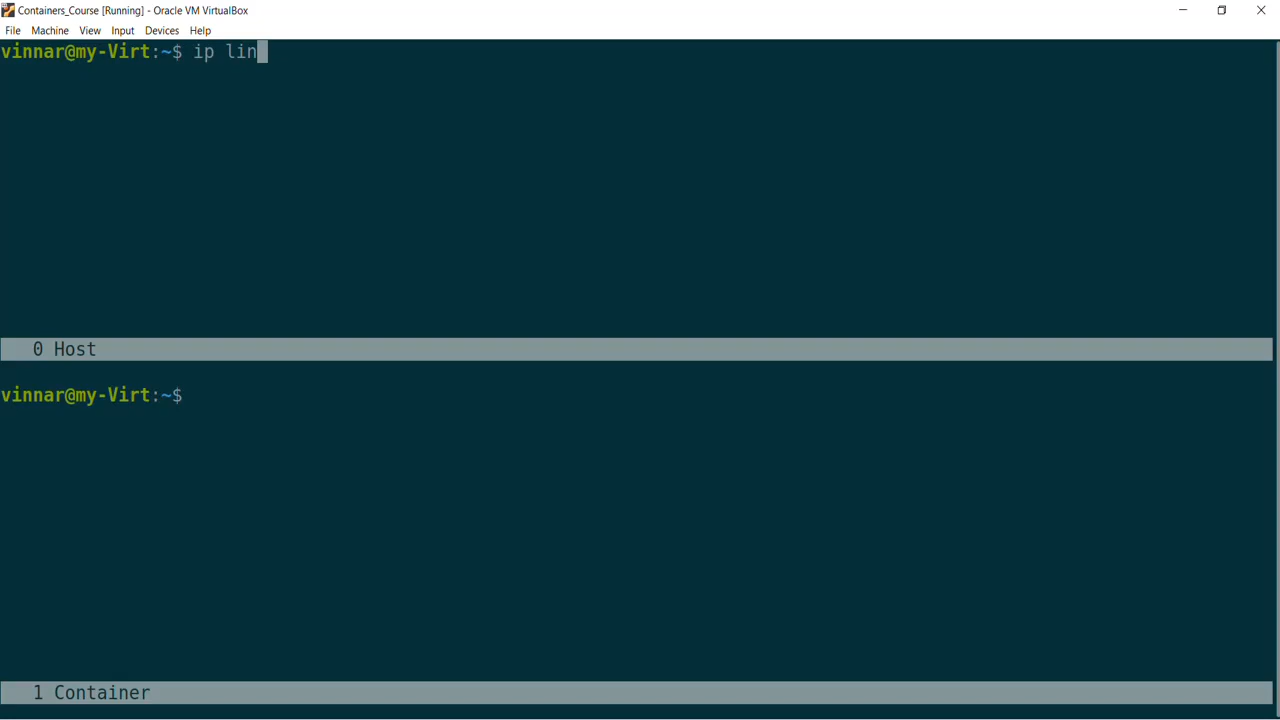 Containers_Course [Running] - Oracle VM VirtualBox
File Machine View Input Devices Help
vinnar@my-Virt:~$ ip lin
0 Host
vinnar@my-Virt:~$
1 Container